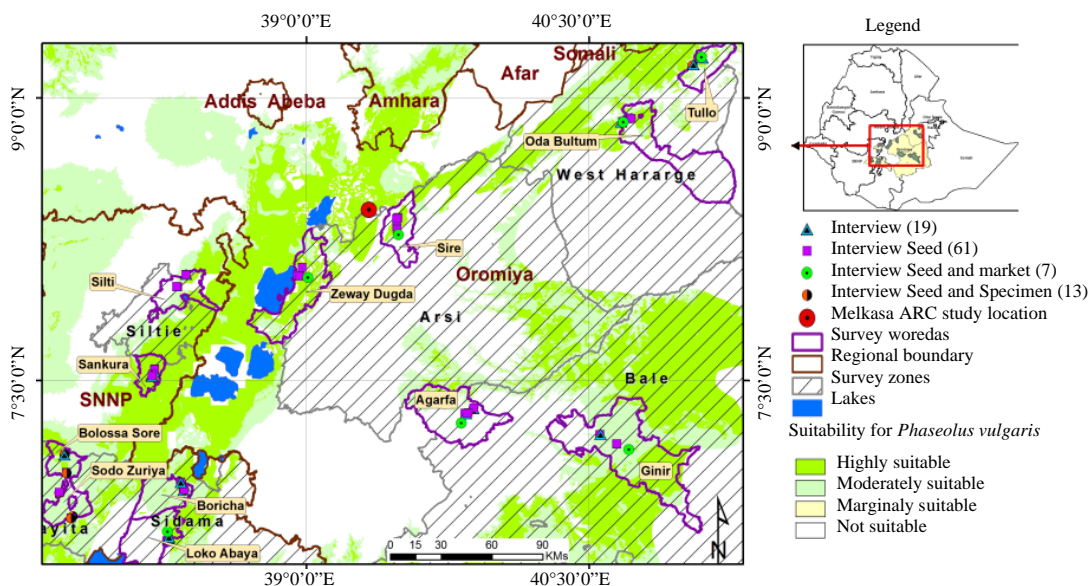 39°0'0"E
40°30'0"E
9°0'0"N
7°30'0"N
Somali
Afar
Addis Abeba
Amhara
Tullo
Oda Bultum
West Hararge
Sire
Oromiya
Silti
Zeway Dugda
Arsi
Siltie
Sankura
SNNP
Bale
Agarfa
Bolossa Sore
Sodo Zuriya
Ginir
Boricha
ayita
Sidama
Loko Abaya
0 15 30 60 90
KMs
N
39°0'0"E
40°30'0"E
9°0'0"N
7°30'0"N
Legend
Interview (19)
Interview Seed (61)
Interview Seed and market (7)
Interview Seed and Specimen (13)
Melkasa ARC study location
Survey woredas
Regional boundary
Survey zones
Lakes
Suitability for Phaseolus vulgaris
Highly suitable
Moderately suitable
Marginaly suitable
Not suitable